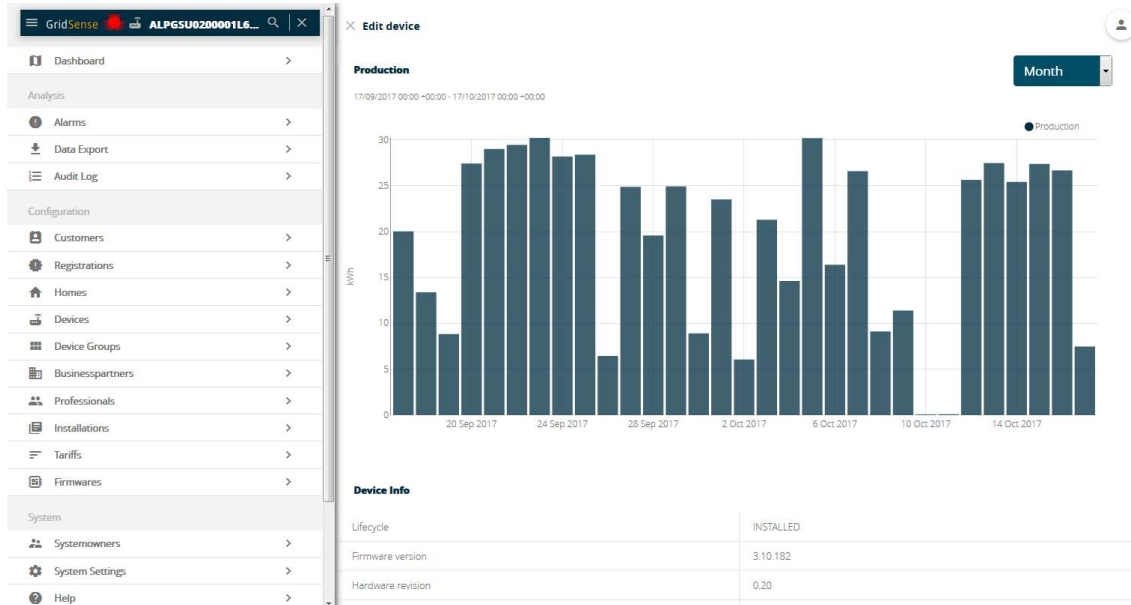 GridSense ALPGSU0200001L6...
Dashboard
Analysis
Alarms
Data Export
Audit Log
Configuration
Customers
Registrations
Homes
Devices
Device Groups
Businesspartners
Professionals
Installations
Tariffs
Firmwares
System
Systemowners
System Settings
Help
Edit device
Production
Month
17/09/2017 00:00 +00:00 - 17/10/2017 00:00 +00:00
Production
30
25
20
15
10
5
0
kWh
20 Sep 2017 24 Sep 2017 28 Sep 2017 2 Oct 2017 6 Oct 2017 10 Oct 2017 14 Oct 2017
Device Info
Lifecycle INSTALLED
Firmware version 3.10.182
Hardware revision 0.20